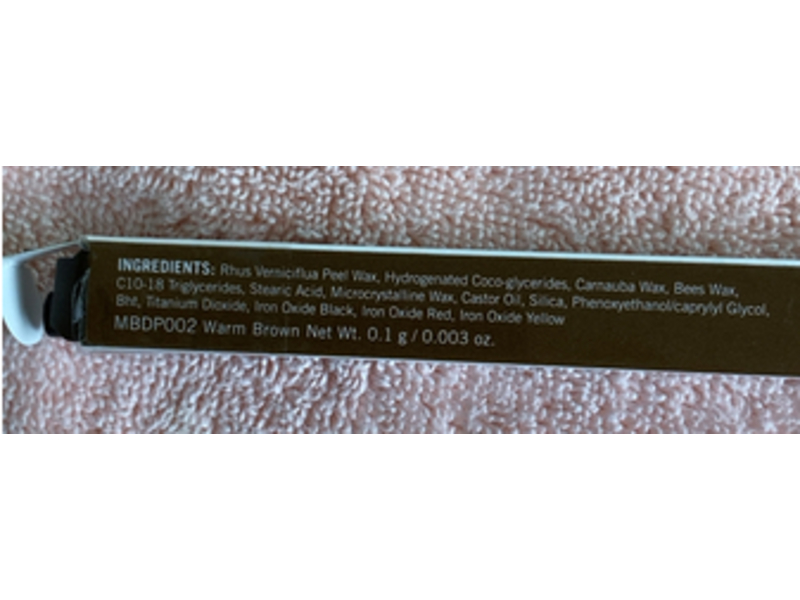 INGREDIENTS: Rhus Verniciflua Peel Wax, Hydrogenated Coco-glycerides, Carnauba Wax, Bees Wax,
C10-18 Triglycerides, Stearic Acid, Microcrystalline Wax, Castor Oil, Silica, Phenoxyethanol/caprylyl Glycol,
Bht, Titanium Dioxide, Iron Oxide Black, Iron Oxide Red, Iron Oxide Yellow
MBDP002 Warm Brown Net Wt. 0.1 g / 0.003 oz.